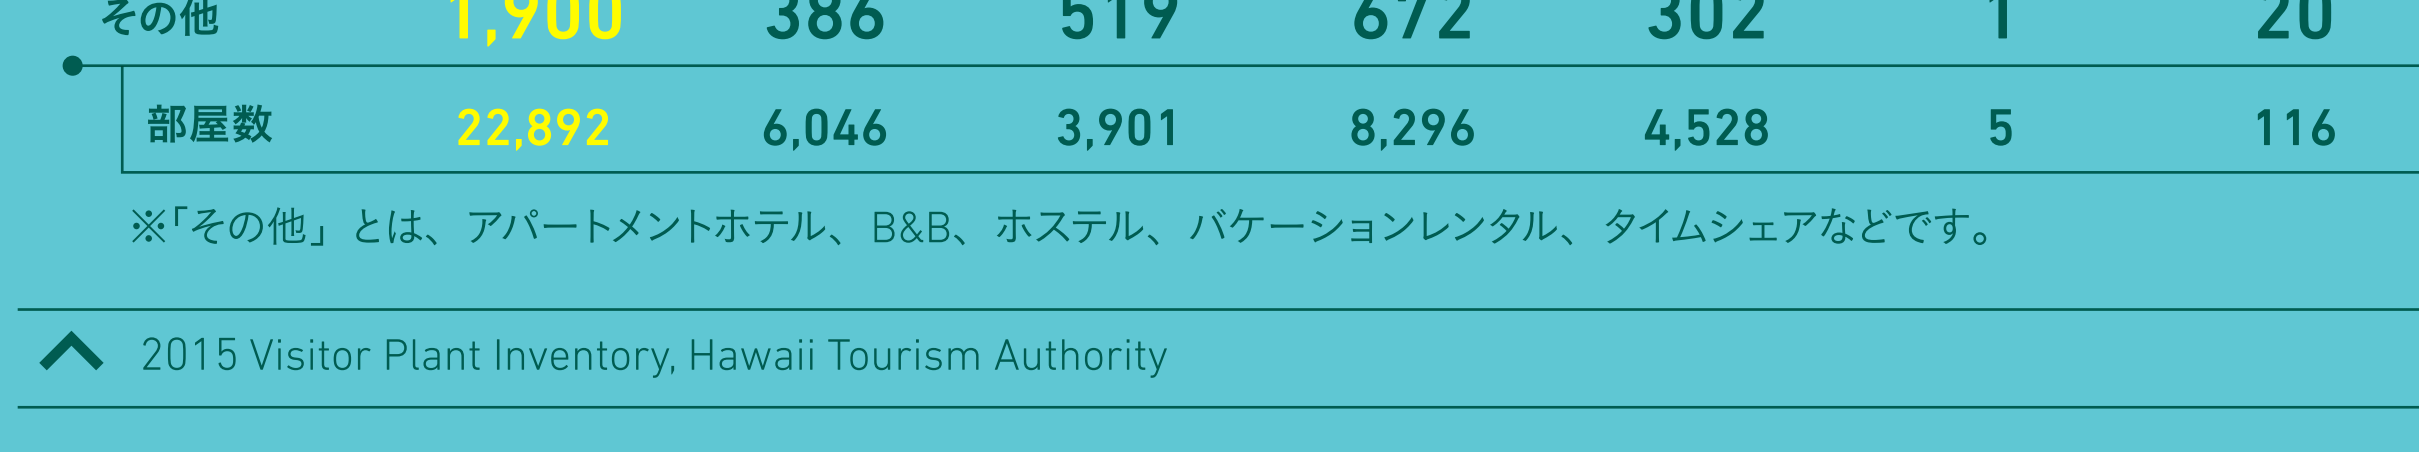 その他 1,900 386 519 672 302 1 20
部屋数 22,892 6,046 3,901 8,296 4,528 5 116
※「その他」とは、アパートメントホテル、B&B、ホステル、バケーションレンタル、タイムシェアなどです。
2015 Visitor Plant Inventory, Hawaii Tourism Authority